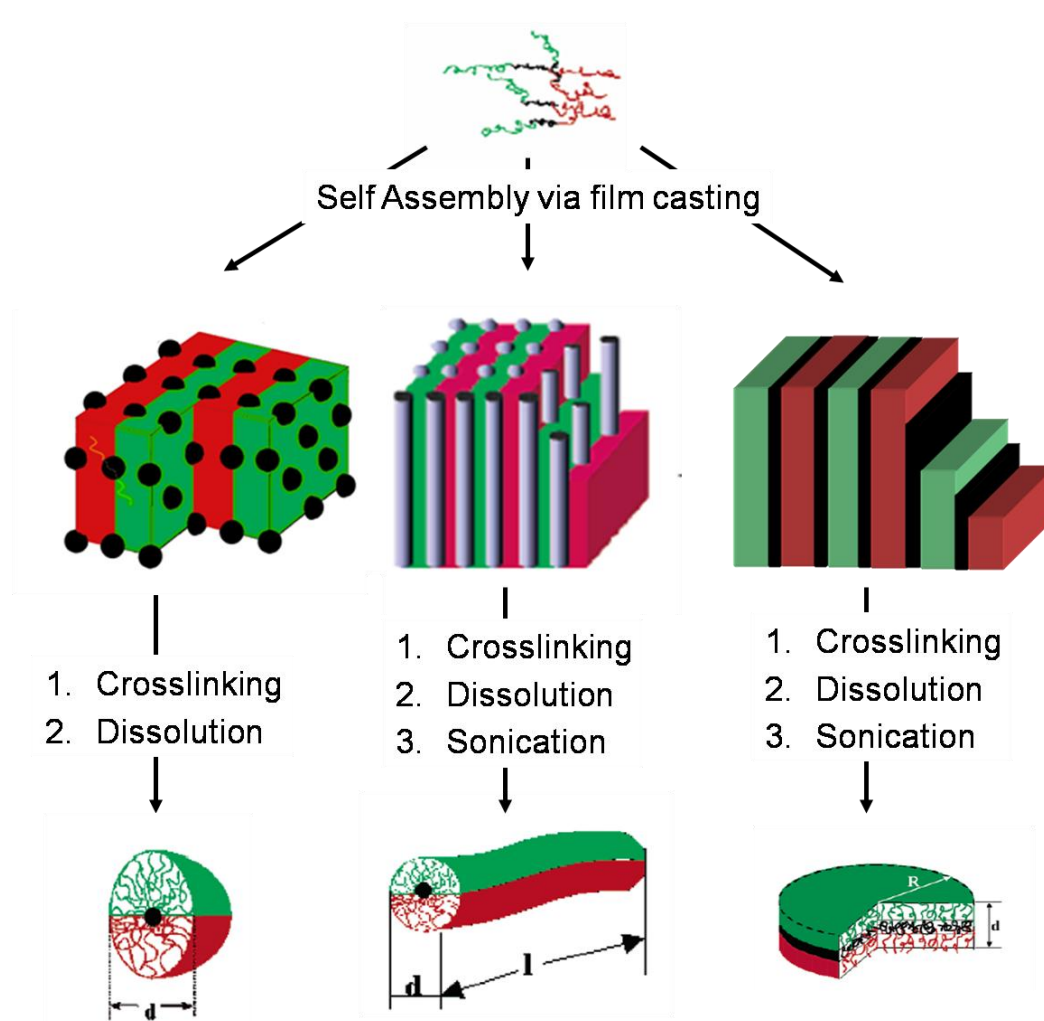 Self Assembly via film casting
1. Crosslinking
2. Dissolution
1. Crosslinking
2. Dissolution
3. Sonication
1. Crosslinking
2. Dissolution
3. Sonication
d
d
l
R
d